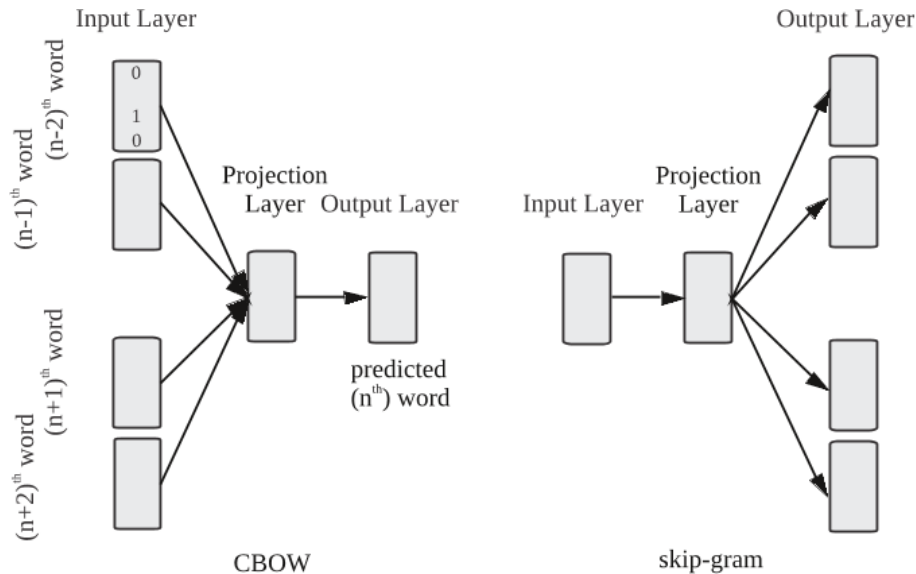 Input Layer
(n-2)th word
0
1
0
(n-1)th word
(n+1)th word
(n+2)th word
Projection
Layer
Output Layer
predicted
(nth) word
CBOW
Input Layer
Projection
Layer
Output Layer
skip-gram